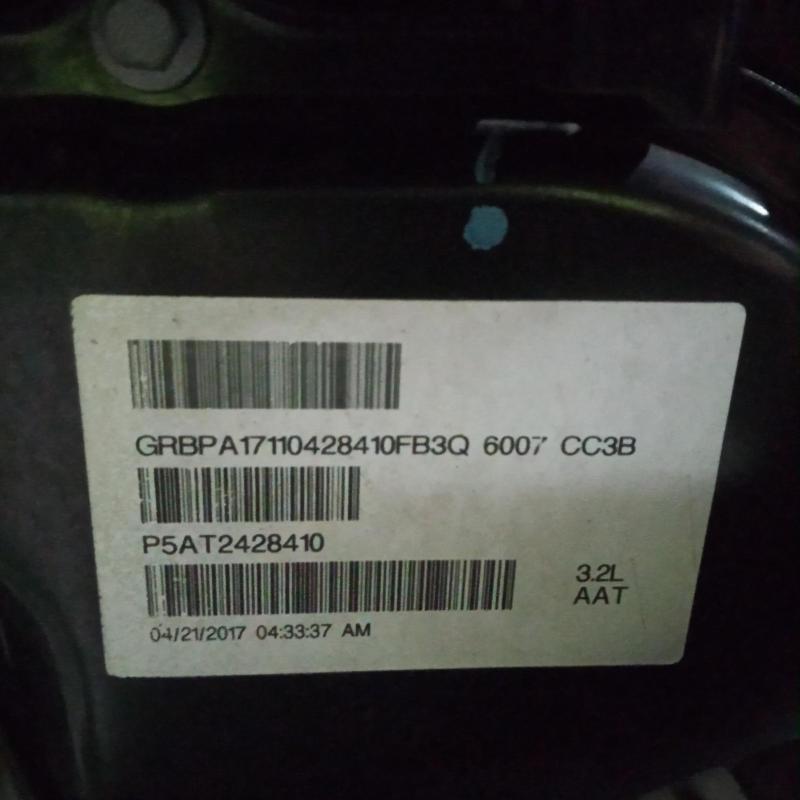 GRBPA17110428410FB3Q 6007 CC3B
P5AT2428410
3.2L
AAT
04/21/2017 04:33:37 AM